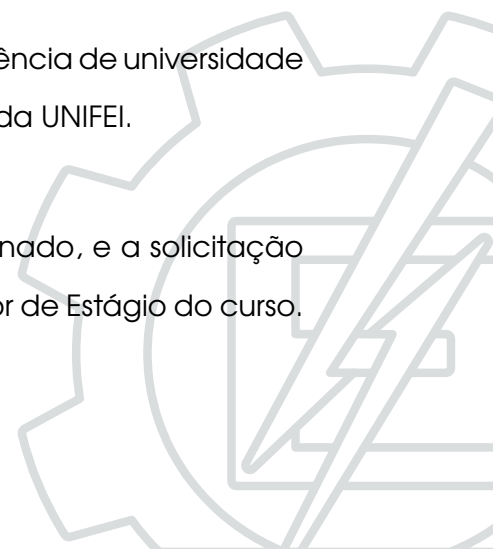 ência de universidade
da UNIFEI.
nado, e a solicitação
or de Estágio do curso.